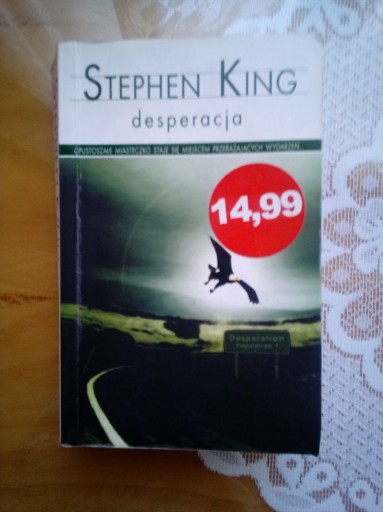 STEPHEN KING
desperacja
OPUSTOSZAŁE MIASTECZKO STAJE SIĘ MIEJSCEM PRZERAŻAJĄCYCH WYDARZEŃ...
14,99
Desperation